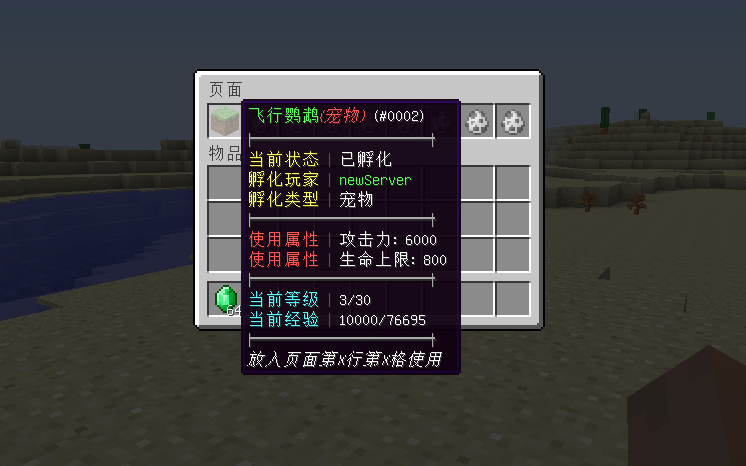 页面
飞行鹦鹉(宠物) (#0002)
物品
当前状态 | 已孵化
孵化玩家 | newServer
孵化类型 | 宠物
使用属性 | 攻击力: 6000
使用属性 | 生命上限: 800
当前等级 | 3/30
当前经验 | 10000/76695
放入页面第x行第x格使用
64